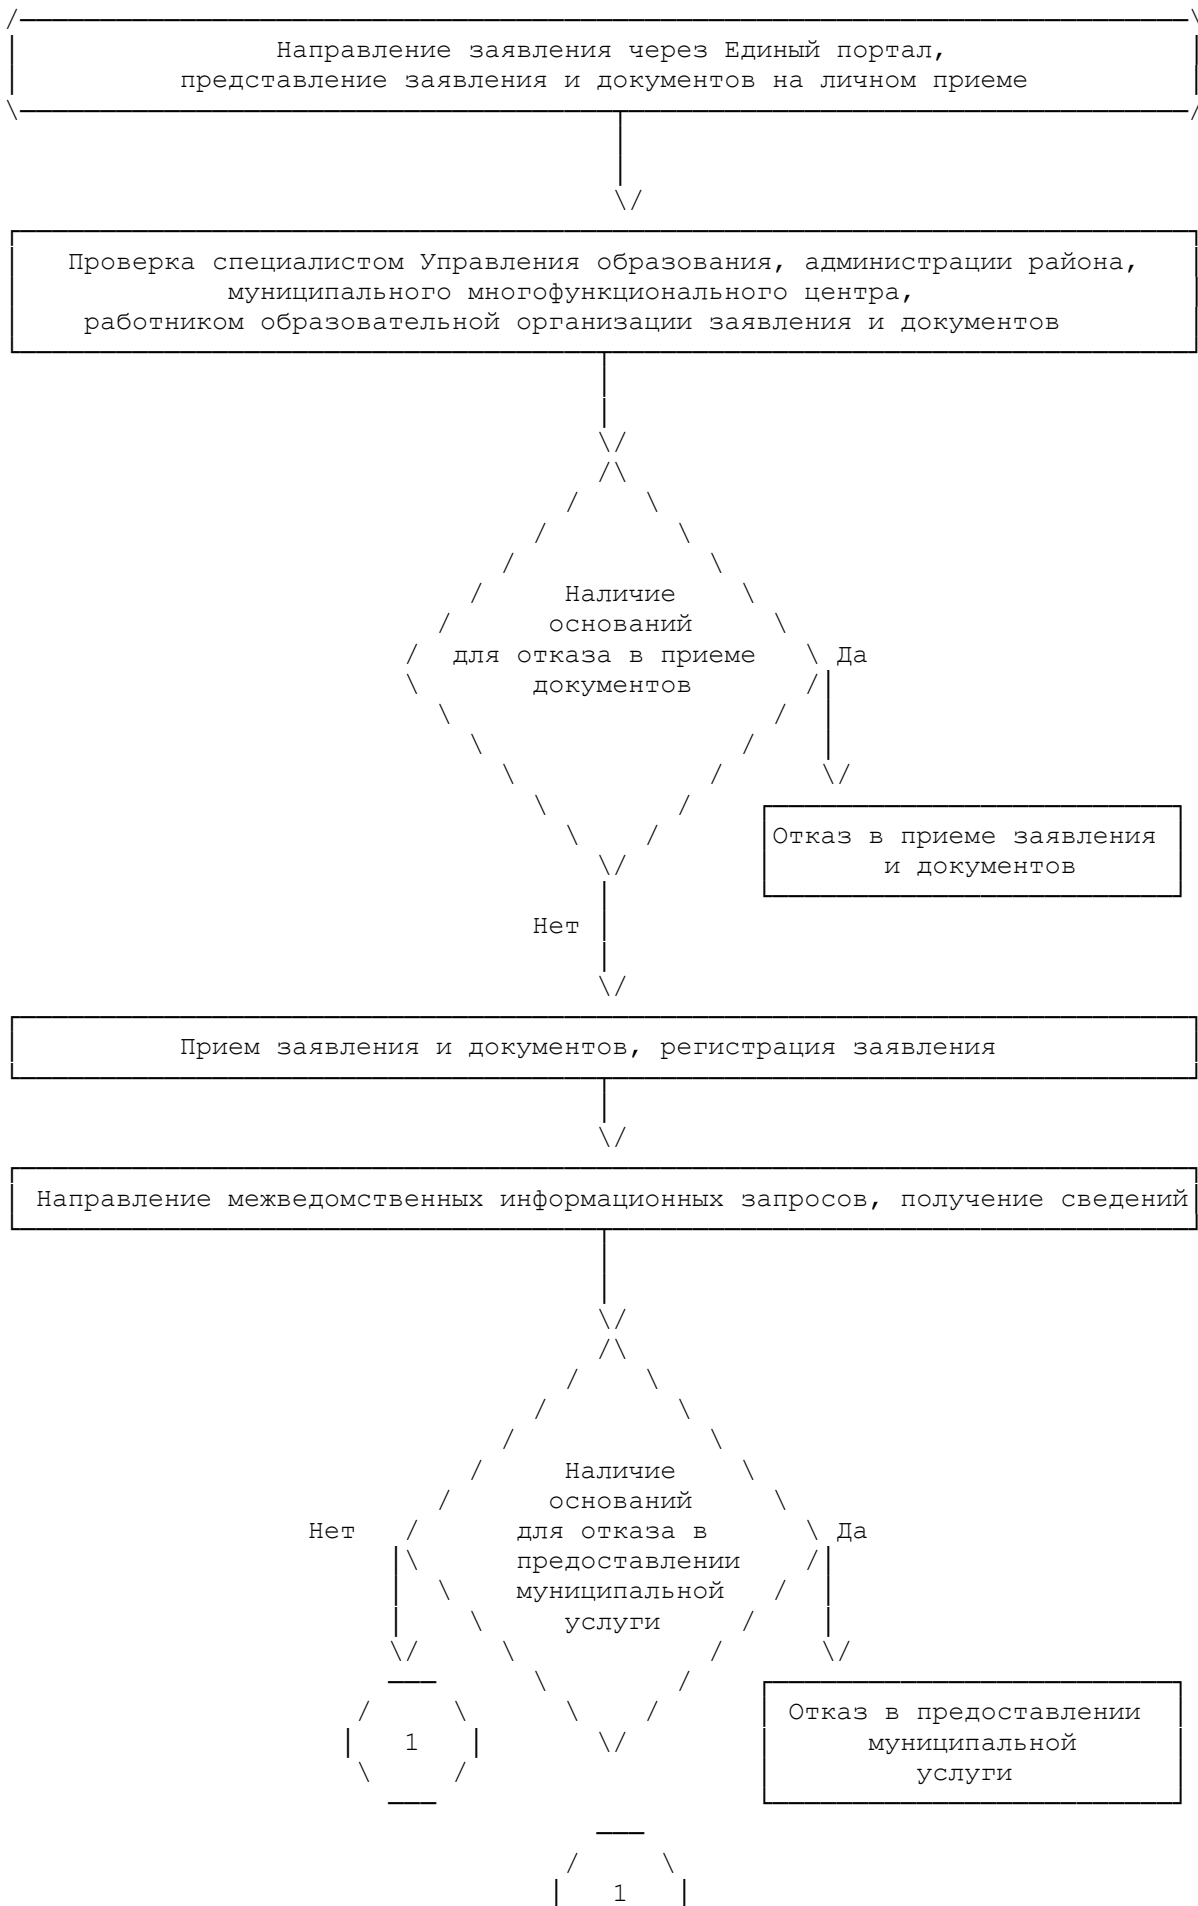 Направление заявления через Единый портал,
представление заявления и документов на личном приеме
Проверка специалистом Управления образования, администрации района,
муниципального многофункционального центра,
работником образовательной организации заявления и документов
Наличие
оснований
для отказа в приеме
документов
Да
Отказ в приеме заявления
и документов
Нет
Прием заявления и документов, регистрация заявления
Направление межведомственных информационных запросов, получение сведений
Наличие
оснований
для отказа в
предоставлении
муниципальной
услуги
Нет
Да
1
Отказ в предоставлении
муниципальной
услуги
1